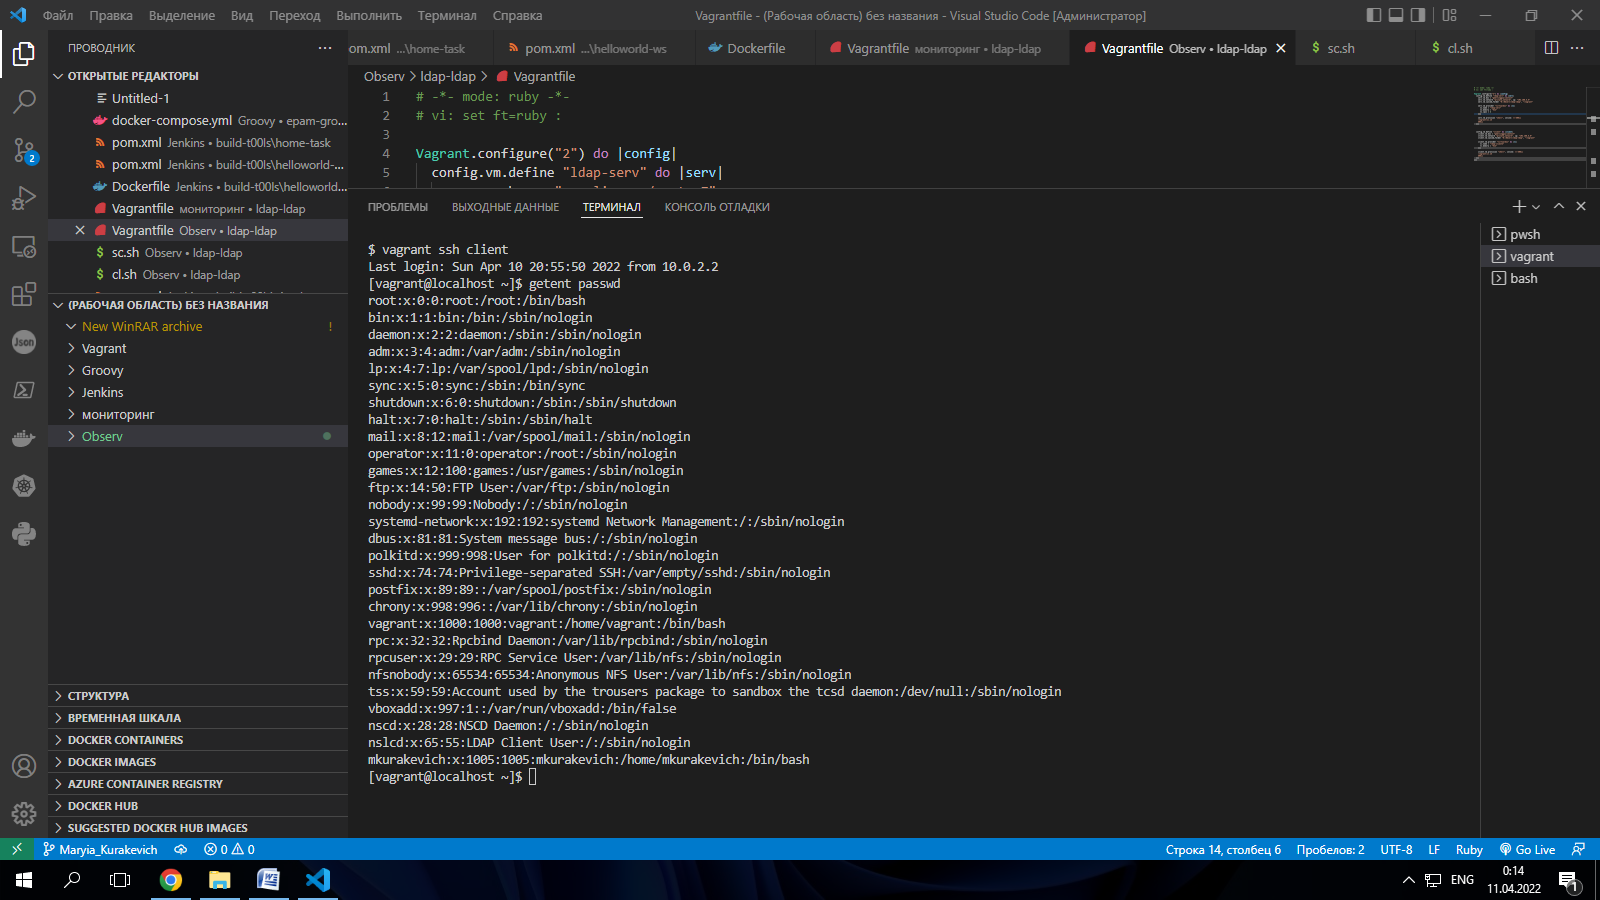 Файл Правка Выделение Вид Переход Выполнить Терминал Справка
Vagrantfile - (Рабочая область) без названия - Visual Studio Code [Администратор]
ПРОВОДНИК
ОТКРЫТЫЕ РЕДАКТОРЫ
Untitled-1
docker-compose.yml Groovy • epam-gro...
pom.xml Jenkins • build-t00ls\home-task
pom.xml Jenkins • build-t00ls\helloworld-...
Dockerfile Jenkins • build-t00ls\helloworld...
Vagrantfile мониторинг • ldap-ldap
Vagrantfile Observ • ldap-ldap
$ sc.sh Observ • ldap-ldap
$ cl.sh Observ • ldap-ldap
(РАБОЧАЯ ОБЛАСТЬ) БЕЗ НАЗВАНИЯ
New WinRAR archive !
Vagrant
Groovy
Jenkins
мониторинг
Observ
СТРУКТУРА
ВРЕМЕННАЯ ШКАЛА
DOCKER CONTAINERS
DOCKER IMAGES
AZURE CONTAINER REGISTRY
DOCKER HUB
SUGGESTED DOCKER HUB IMAGES
2
Json
om.xml ...\home-task
pom.xml ...\helloworld-ws
Dockerfile
Vagrantfile мониторинг • ldap-ldap
Vagrantfile Observ • ldap-ldap
$ sc.sh
$ cl.sh
Observ > ldap-ldap > Vagrantfile
1 # -*- mode: ruby -*-
2 # vi: set ft=ruby :
3
4 Vagrant.configure("2") do |config|
5 config.vm.define "ldap-serv" do |serv|
ПРОБЛЕМЫ ВЫХОДНЫЕ ДАННЫЕ ТЕРМИНАЛ КОНСОЛЬ ОТЛАДКИ
$ vagrant ssh client
Last login: Sun Apr 10 20:55:50 2022 from 10.0.2.2
[vagrant@localhost ~]$ getent passwd
root:x:0:0:root:/root:/bin/bash
bin:x:1:1:bin:/bin:/sbin/nologin
daemon:x:2:2:daemon:/sbin:/sbin/nologin
adm:x:3:4:adm:/var/adm:/sbin/nologin
lp:x:4:7:lp:/var/spool/lpd:/sbin/nologin
sync:x:5:0:sync:/sbin:/bin/sync
shutdown:x:6:0:shutdown:/sbin:/sbin/shutdown
halt:x:7:0:halt:/sbin:/sbin/halt
mail:x:8:12:mail:/var/spool/mail:/sbin/nologin
operator:x:11:0:operator:/root:/sbin/nologin
games:x:12:100:games:/usr/games:/sbin/nologin
ftp:x:14:50:FTP User:/var/ftp:/sbin/nologin
nobody:x:99:99:Nobody:/:/sbin/nologin
systemd-network:x:192:192:systemd Network Management:/:/sbin/nologin
dbus:x:81:81:System message bus:/:/sbin/nologin
polkitd:x:999:998:User for polkitd:/:/sbin/nologin
sshd:x:74:74:Privilege-separated SSH:/var/empty/sshd:/sbin/nologin
postfix:x:89:89::/var/spool/postfix:/sbin/nologin
chrony:x:998:996::/var/lib/chrony:/sbin/nologin
vagrant:x:1000:1000:vagrant:/home/vagrant:/bin/bash
rpc:x:32:32:Rpcbind Daemon:/var/lib/rpcbind:/sbin/nologin
rpcuser:x:29:29:RPC Service User:/var/lib/nfs:/sbin/nologin
nfsnobody:x:65534:65534:Anonymous NFS User:/var/lib/nfs:/sbin/nologin
tss:x:59:59:Account used by the trousers package to sandbox the tcsd daemon:/dev/null:/sbin/nologin
vboxadd:x:997:1::/var/run/vboxadd:/bin/false
nscd:x:28:28:NSCD Daemon:/:/sbin/nologin
nslcd:x:65:55:LDAP Client User:/:/sbin/nologin
mkurakevich:x:1005:1005:mkurakevich:/home/mkurakevich:/bin/bash
[vagrant@localhost ~]$
pwsh
vagrant
bash
Maryia_Kurakevich 0 0
Строка 14, столбец 6 Пробелов: 2 UTF-8 LF Ruby Go Live
ENG
0:14
11.04.2022
1